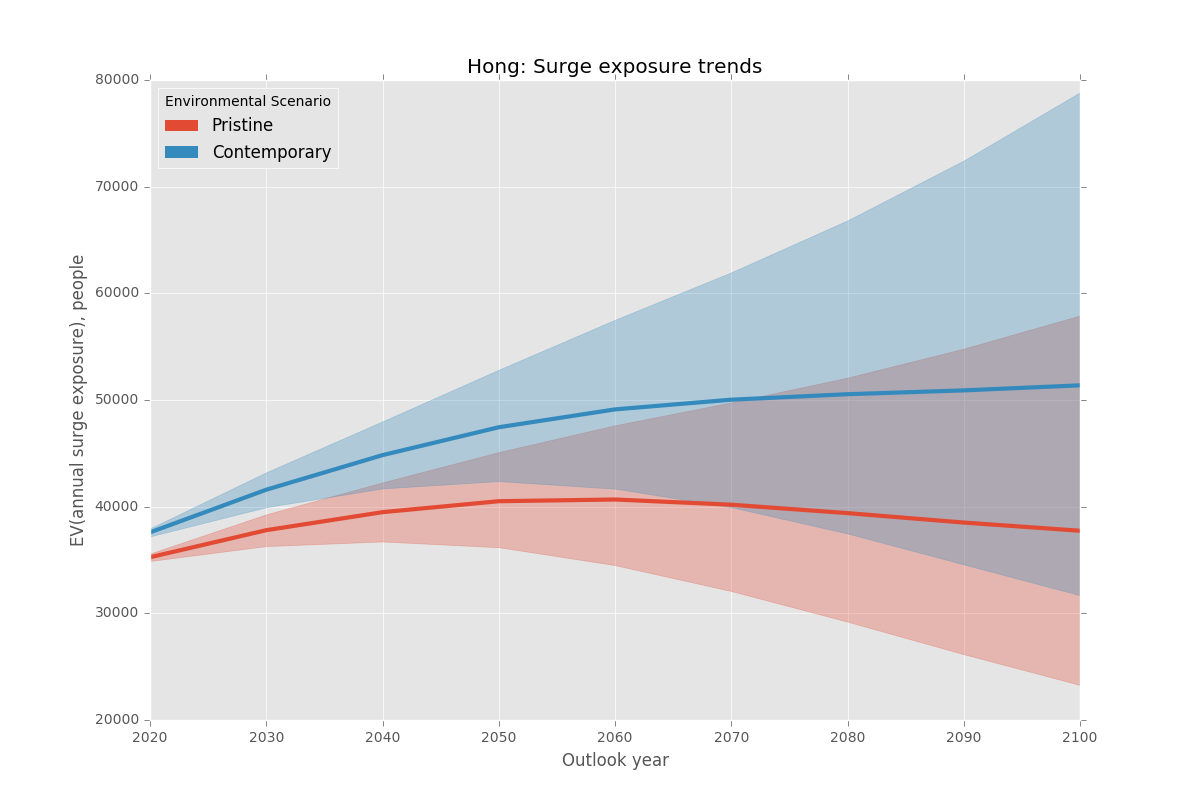 Hong: Surge exposure trends
Environmental Scenario
Pristine
Contemporary
EV(annual surge exposure), people
80000
70000
60000
50000
40000
30000
20000
2020 2030 2040 2050 2060 2070 2080 2090 2100
Outlook year